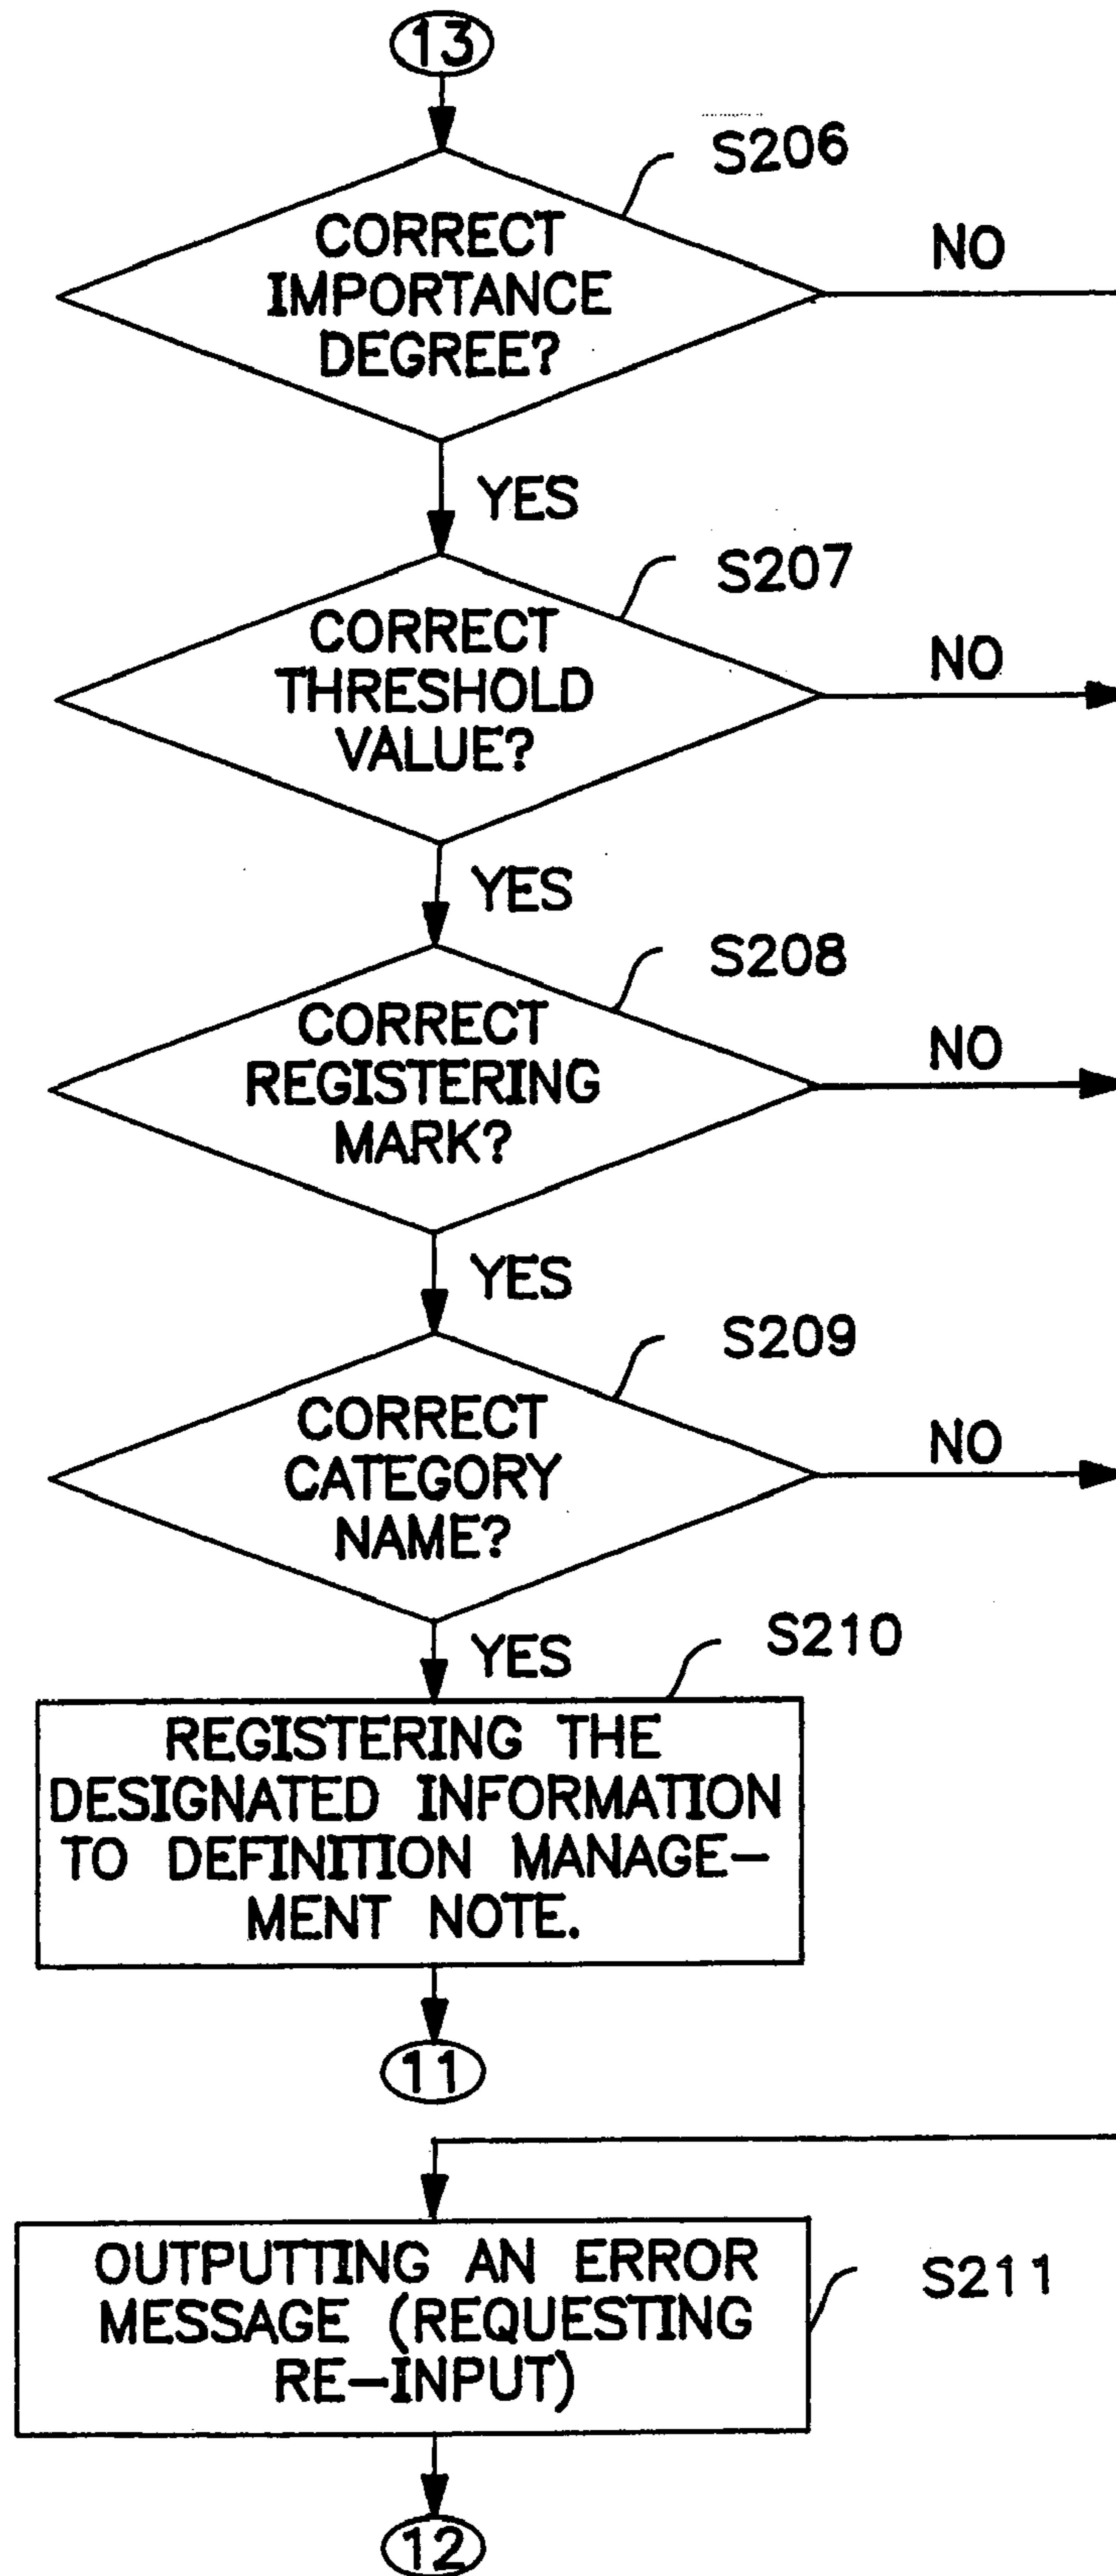 13
S206
CORRECT
IMPORTANCE
DEGREE?
NO
YES
S207
CORRECT
THRESHOLD
VALUE?
NO
YES
S208
CORRECT
REGISTERING
MARK?
NO
YES
S209
CORRECT
CATEGORY
NAME?
NO
YES
S210
REGISTERING THE
DESIGNATED INFORMATION
TO DEFINITION MANAGE-
MENT NOTE.
11
OUTPUTTING AN ERROR
MESSAGE (REQUESTING
RE-INPUT)
S211
12